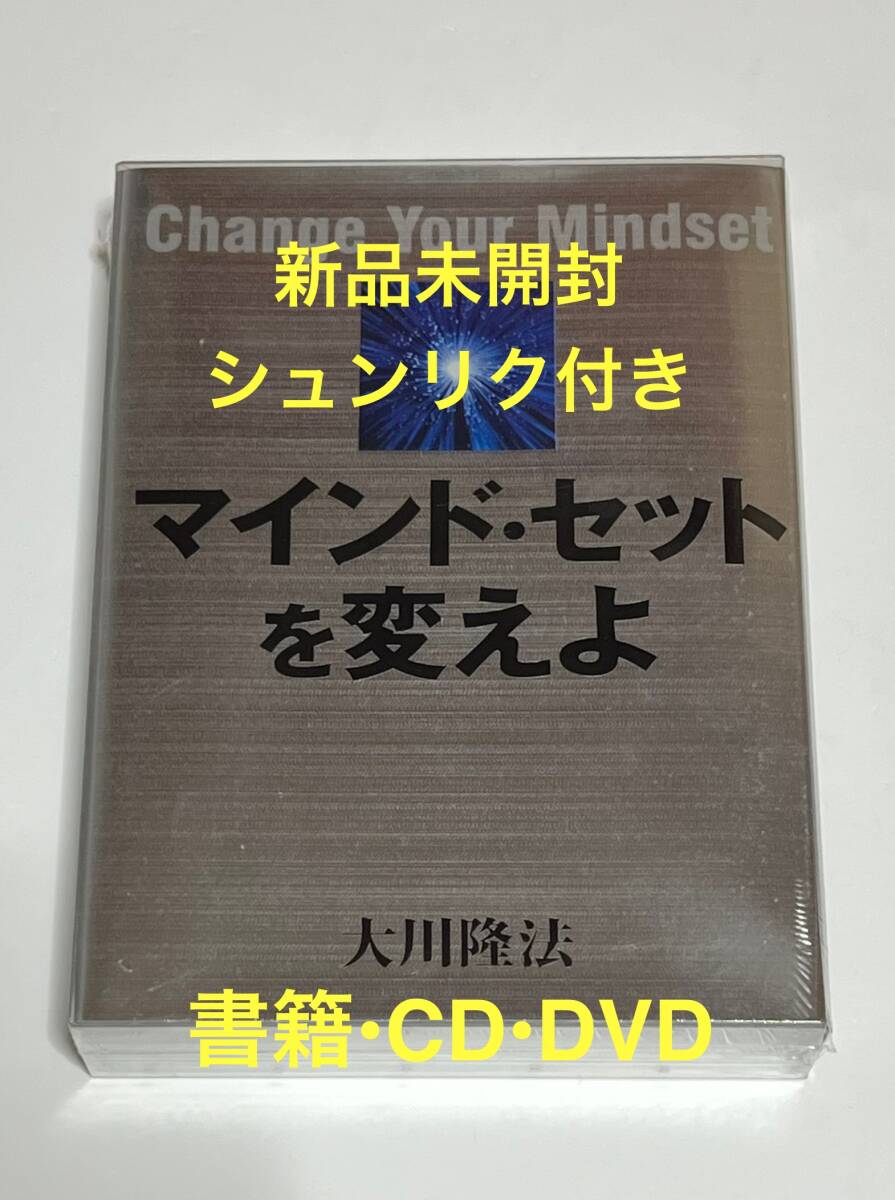 Change Your Mindset
新品未開封
シュンリク付き
マインド・セット
を変えよ
大川隆法
書籍・CD・DVD